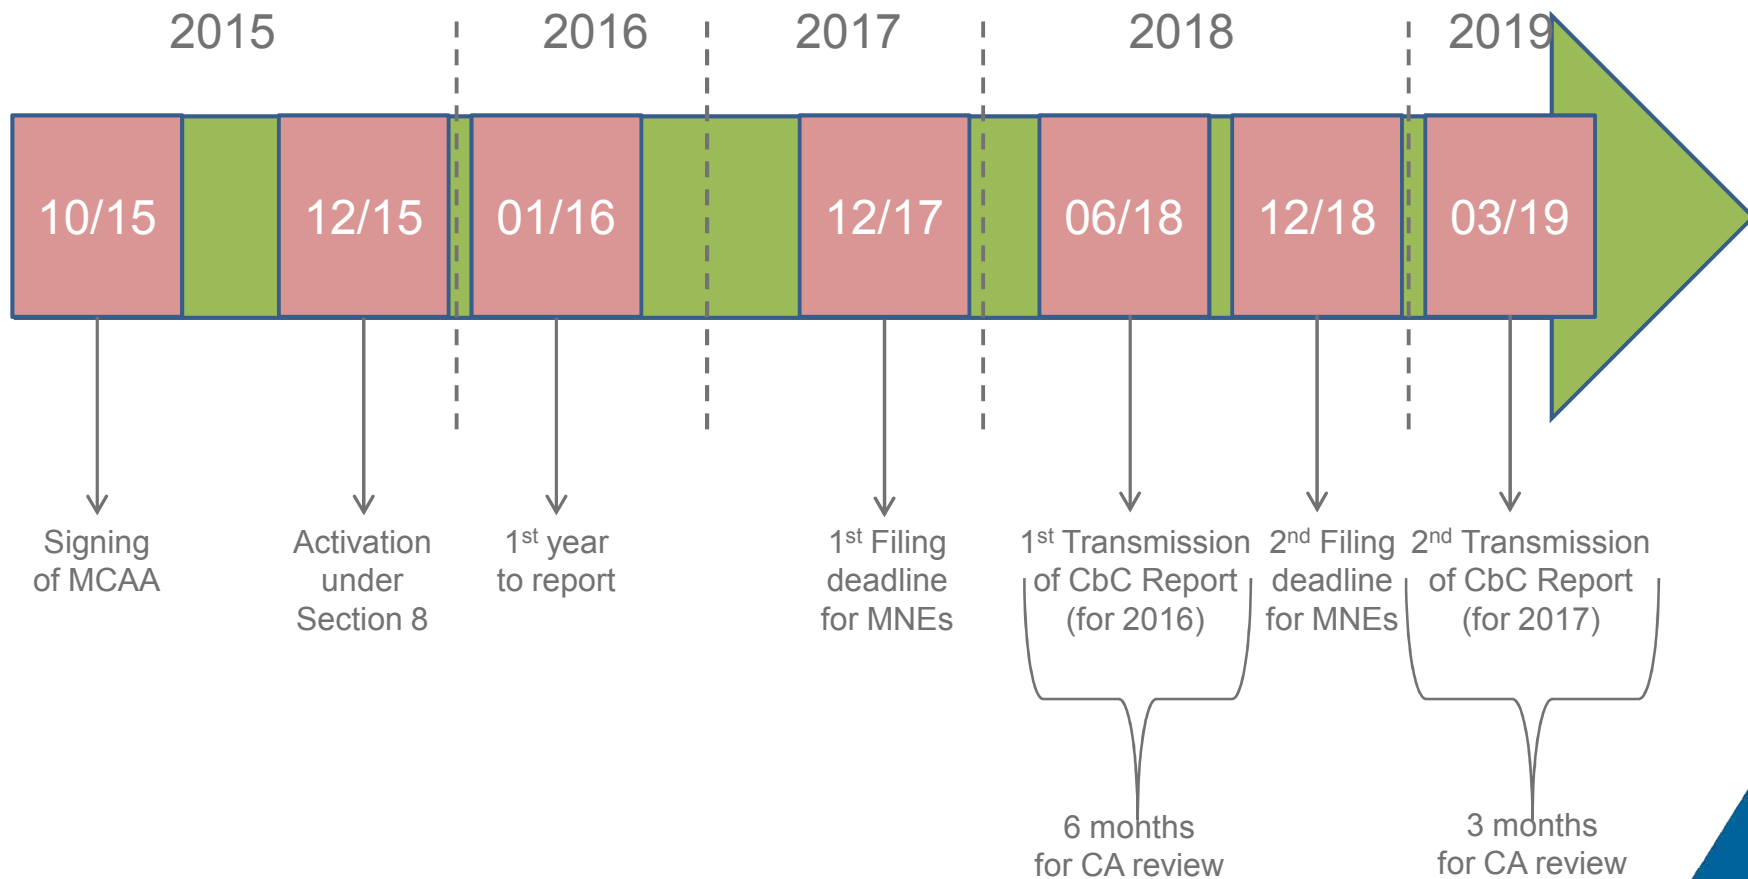 2015 2016 2017 2018 2019
10/15 12/15 01/16 12/17 06/18 12/18 03/19
Signing
of MCAA
Activation
under
Section 8
1st year
to report
1st Filing
deadline
for MNEs
1st Transmission
of CbC Report
(for 2016)
2nd Filing
deadline
for MNEs
2nd Transmission
of CbC Report
(for 2017)
6 months
for CA review
3 months
for CA review